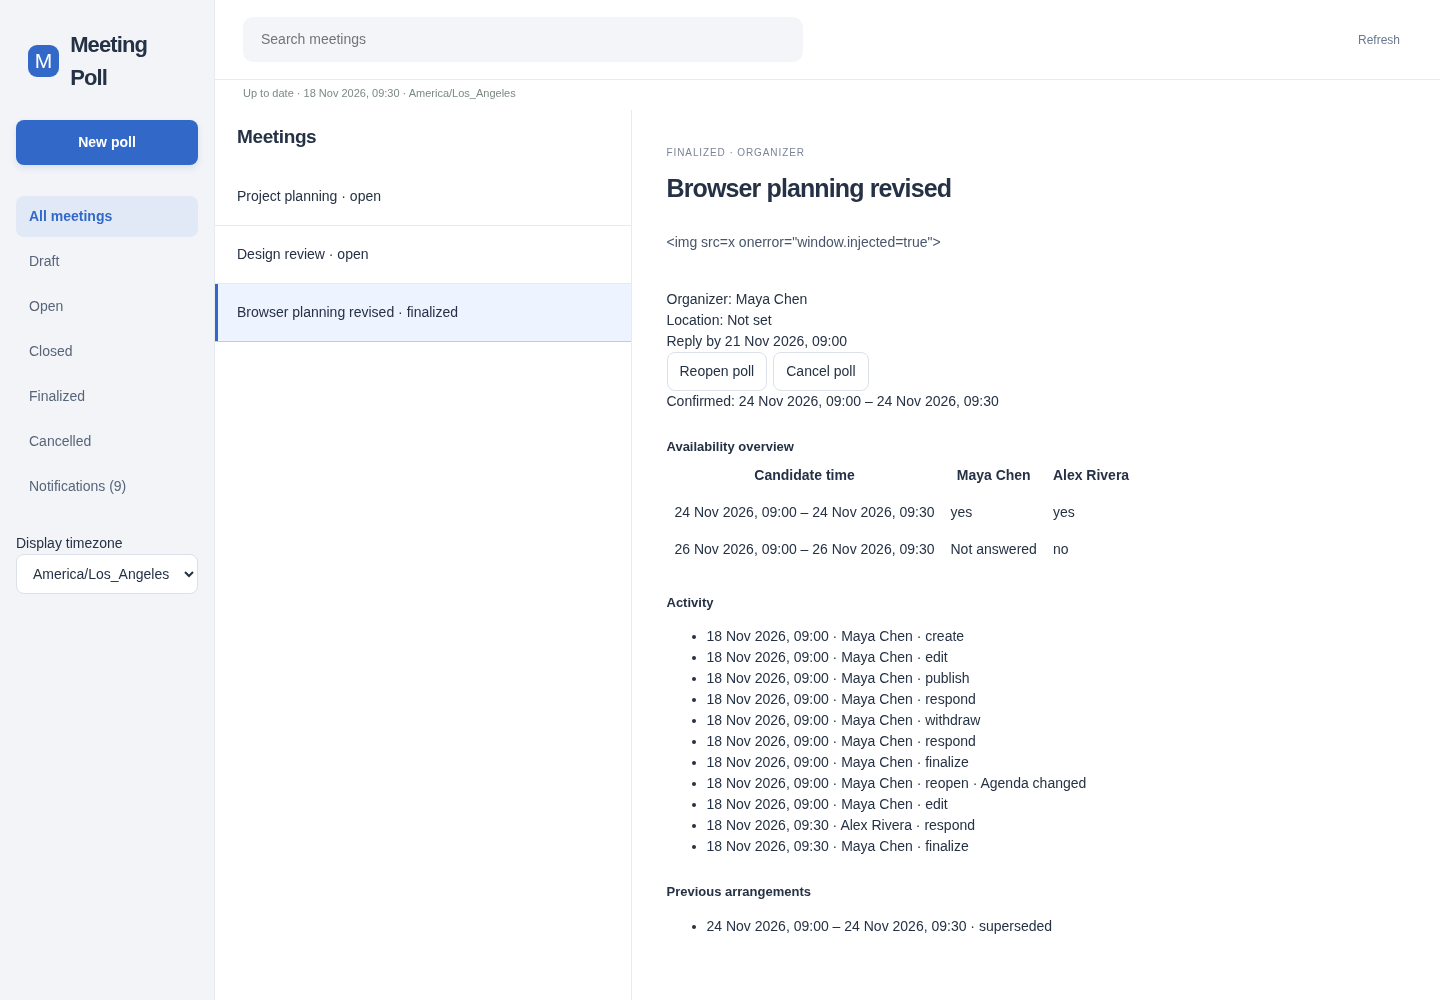 M
Meeting
Poll
New poll
All meetings
Draft
Open
Closed
Finalized
Cancelled
Notifications (9)
Display timezone
America/Los_Angeles
Search meetings
Refresh
Up to date · 18 Nov 2026, 09:30 · America/Los_Angeles
Meetings
Project planning · open
Design review · open
Browser planning revised · finalized
FINALIZED · ORGANIZER
Browser planning revised
<img src=x onerror="window.injected=true">
Organizer: Maya Chen
Location: Not set
Reply by 21 Nov 2026, 09:00
Reopen poll Cancel poll
Confirmed: 24 Nov 2026, 09:00 – 24 Nov 2026, 09:30
Availability overview
Candidate time Maya Chen Alex Rivera
24 Nov 2026, 09:00 – 24 Nov 2026, 09:30 yes yes
26 Nov 2026, 09:00 – 26 Nov 2026, 09:30 Not answered no
Activity
• 18 Nov 2026, 09:00 · Maya Chen · create
• 18 Nov 2026, 09:00 · Maya Chen · edit
• 18 Nov 2026, 09:00 · Maya Chen · publish
• 18 Nov 2026, 09:00 · Maya Chen · respond
• 18 Nov 2026, 09:00 · Maya Chen · withdraw
• 18 Nov 2026, 09:00 · Maya Chen · respond
• 18 Nov 2026, 09:00 · Maya Chen · finalize
• 18 Nov 2026, 09:00 · Maya Chen · reopen · Agenda changed
• 18 Nov 2026, 09:00 · Maya Chen · edit
• 18 Nov 2026, 09:30 · Alex Rivera · respond
• 18 Nov 2026, 09:30 · Maya Chen · finalize
Previous arrangements
• 24 Nov 2026, 09:00 – 24 Nov 2026, 09:30 · superseded